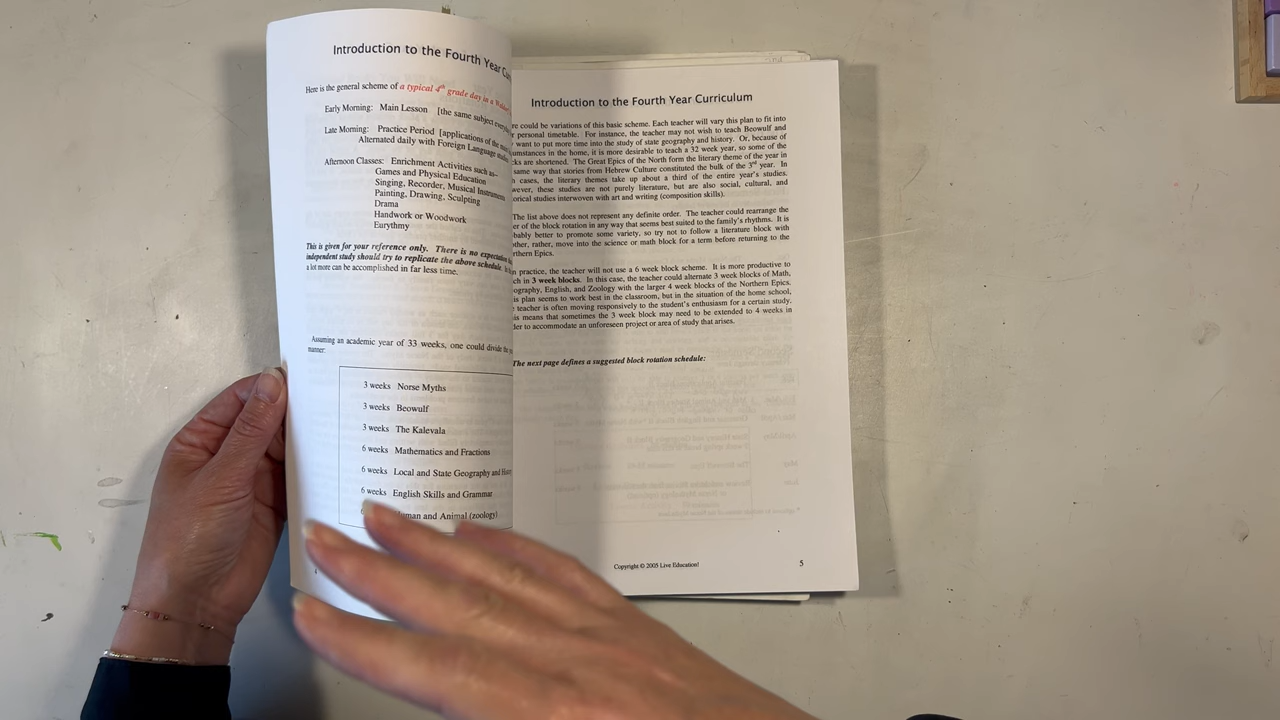 Introduction to the Fourth Year
Here is the general scheme of a typical 4th grade day in a
Early Morning: Main Lesson [the same subject
Late Morning: Practice Period [applications of the
Alternated daily with Foreign Language
Afternoon Classes: Enrichment Activities such as–
Games and Physical Education
Singing, Recorder, Musical Instruments
Painting, Drawing, Sculpting
Drama
Handwork or Woodwork
Eurythmy
This is given for your reference only. There is no expectation
independent study should try to replicate the above schedule.
a lot more can be accomplished in far less time.
Assuming an academic year of 33 weeks, one could divide the
manner:
3 weeks Norse Myths
3 weeks Beowulf
3 weeks The Kalevala
6 weeks Mathematics and Fractions
6 weeks Local and State Geography and
6 weeks English Skills and Grammar
and Animal (zoology)
Introduction to the Fourth Year Curriculum
re could be variations of this basic scheme. Each teacher will vary this plan to fit into
personal timetable. For instance, the teacher may not wish to teach Beowulf and
want to put more time into the study of state geography and history. Or, because of
umstances in the home, it is more desirable to teach a 32 week year, so some of the
cks are shortened. The Great Epics of the North form the literary theme of the year in
same way that stories from Hebrew Culture constituted the bulk of the 3rd year. In
cases, the literary themes take up about a third of the entire year's studies.
wever, these studies are not purely literature, but are also social, cultural, and
orical studies interwoven with art and writing (composition skills).
The list above does not represent any definite order. The teacher could rearrange the
er of the block rotation in any way that seems best suited to the family's rhythms. It is
bably better to promote some variety, so try not to follow a literature block with
ther, rather, move into the science or math block for a term before returning to the
rthern Epics.
n practice, the teacher will not use a 6 week block scheme. It is more productive to
ch in 3 week blocks. In this case, the teacher could alternate 3 week blocks of Math,
ography, English, and Zoology with the larger 4 week blocks of the Northern Epics.
is plan seems to work best in the classroom, but in the situation of the home school,
teacher is often moving responsively to the student's enthusiasm for a certain study.
is means that sometimes the 3 week block may need to be extended to 4 weeks in
der to accommodate an unforeseen project or area of study that arises.
The next page defines a suggested block rotation schedule:
Copyright © 2005 Live Education!
5